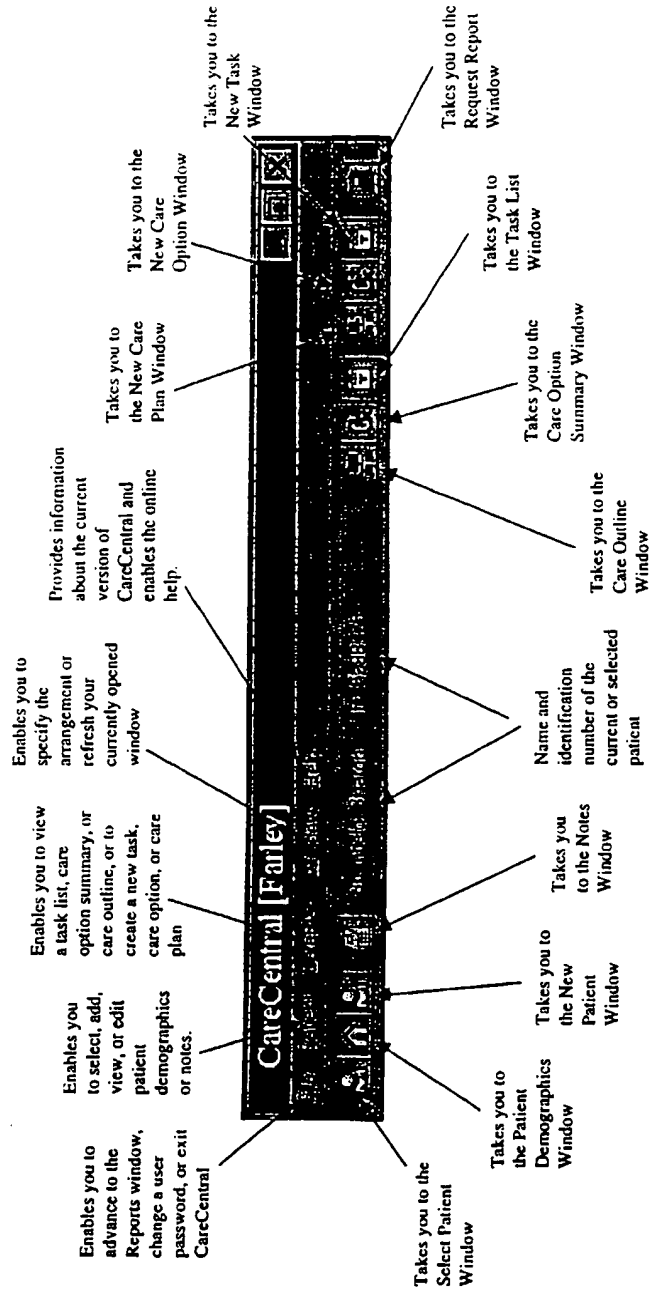 Enables you to
advance to the
Reports window,
change a user
password, or exit
CareCentral
Enables you
to select, add,
view, or edit
patient
demographics
or notes.
Enables you to view
a task list, care
option summary, or
care outline, or to
create a new task,
care option, or care
plan
Enables you to
specify the
arrangement or
refresh your
currently opened
window
Provides information
about the current
version of
CareCentral and
enables the online
help.
Takes you to
the New Care
Plan Window
Takes you to the
New Care
Option Window
Takes you to the
New Task
Window
CareCentral [Farley]
Takes you to the
Select Patient
Window
Takes you to
the Patient
Demographics
Window
Takes you to
the New
Patient
Window
Takes you
to the Notes
Window
Name and
identification
number of the
current or selected
patient
Takes you to the
Care Outline
Window
Takes you to the
Care Option
Summary Window
Takes you to
the Task List
Window
Takes you to the
Request Report
Window